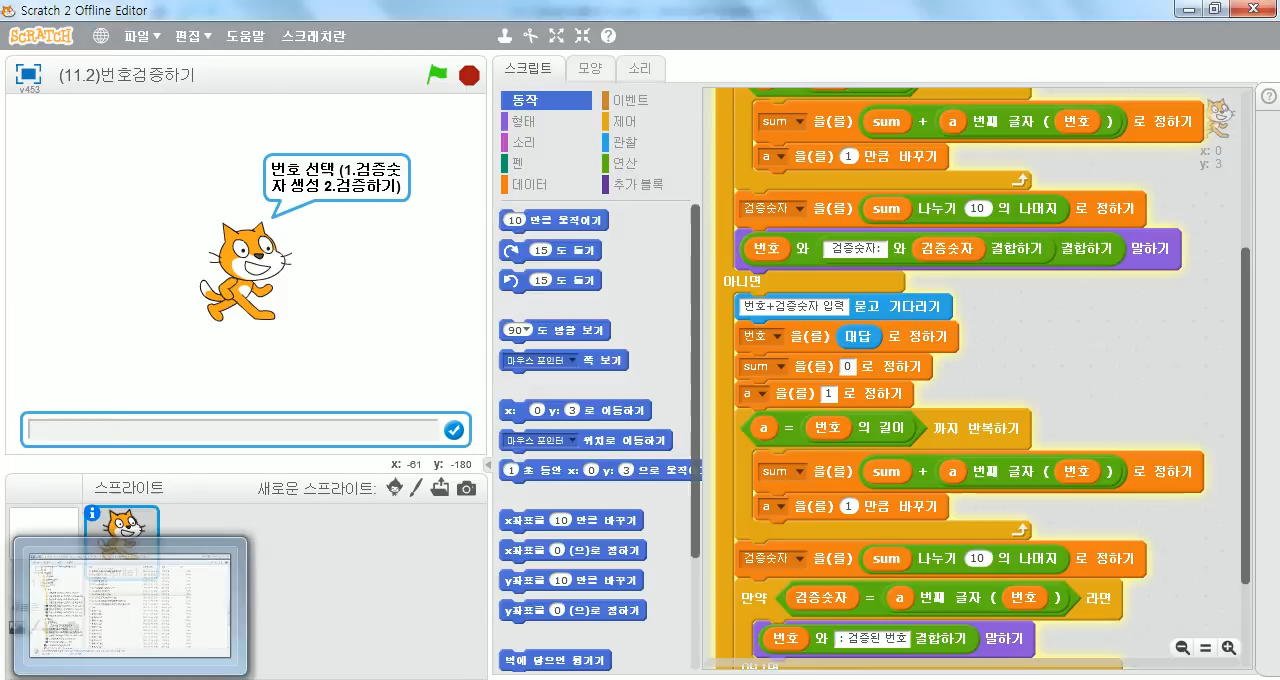 Scratch 2 Offline Editor
SCRATCH 파일 편집 도움말 스크래치란
v453
(11.2)번호검증하기
번호 선택 (1.검증숫
자 생성 2.검증하기)
x: -61 y: -180
스프라이트 새로운 스프라이트:
스크립트 모양 소리
동작 이벤트
형태 제어
소리 관찰
펜 연산
데이터 추가 블록
10 만큼 움직이기
15 도 돌기
15 도 돌기
90 도 방향 보기
마우스 포인터 쪽 보기
x: 0 y: 3 로 이동하기
마우스 포인터 위치로 이동하기
1 초 동안 x: 0 y: 3 으로 움직이
x좌표를 10 만큼 바꾸기
x좌표를 0 (으)로 정하기
y좌표를 10 만큼 바꾸기
y좌표를 0 (으)로 정하기
벽에 닿으면 튕기기
sum 을(를) sum + a 번째 글자 ( 번호 ) 로 정하기
a 을(를) 1 만큼 바꾸기
검증숫자 을(를) sum 나누기 10 의 나머지 로 정하기
번호 와 검증숫자: 와 검증숫자 결합하기 결합하기 말하기
아니면
번호+검증숫자 입력 묻고 기다리기
번호 을(를) 대답 로 정하기
sum 을(를) 0 로 정하기
a 을(를) 1 로 정하기
a = 번호 의 길이 까지 반복하기
sum 을(를) sum + a 번째 글자 ( 번호 ) 로 정하기
a 을(를) 1 만큼 바꾸기
검증숫자 을(를) sum 나누기 10 의 나머지 로 정하기
만약 검증숫자 = a 번째 글자 ( 번호 ) 라면
번호 와 : 검증된 번호 결합하기 말하기
아니면
x: 0
y: 3